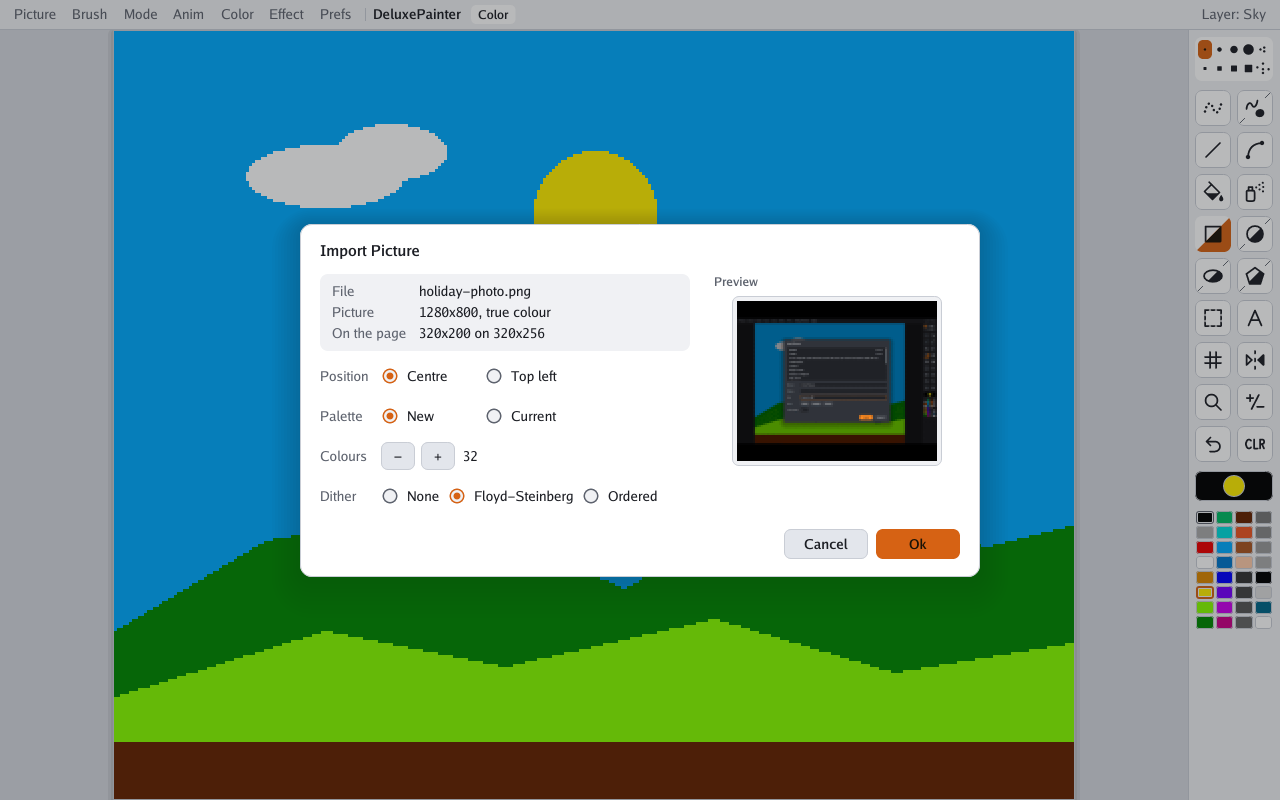 Picture Brush Mode Anim Color Effect Prefs DeluxePainter Color Layer: Sky
Import Picture
File holiday-photo.png
Picture 1280x800, true colour
On the page 320x200 on 320x256
Preview
Position Centre Top left
Palette New Current
Colours − + 32
Dither None Floyd-Steinberg Ordered
Cancel Ok
A
+/-
CLR